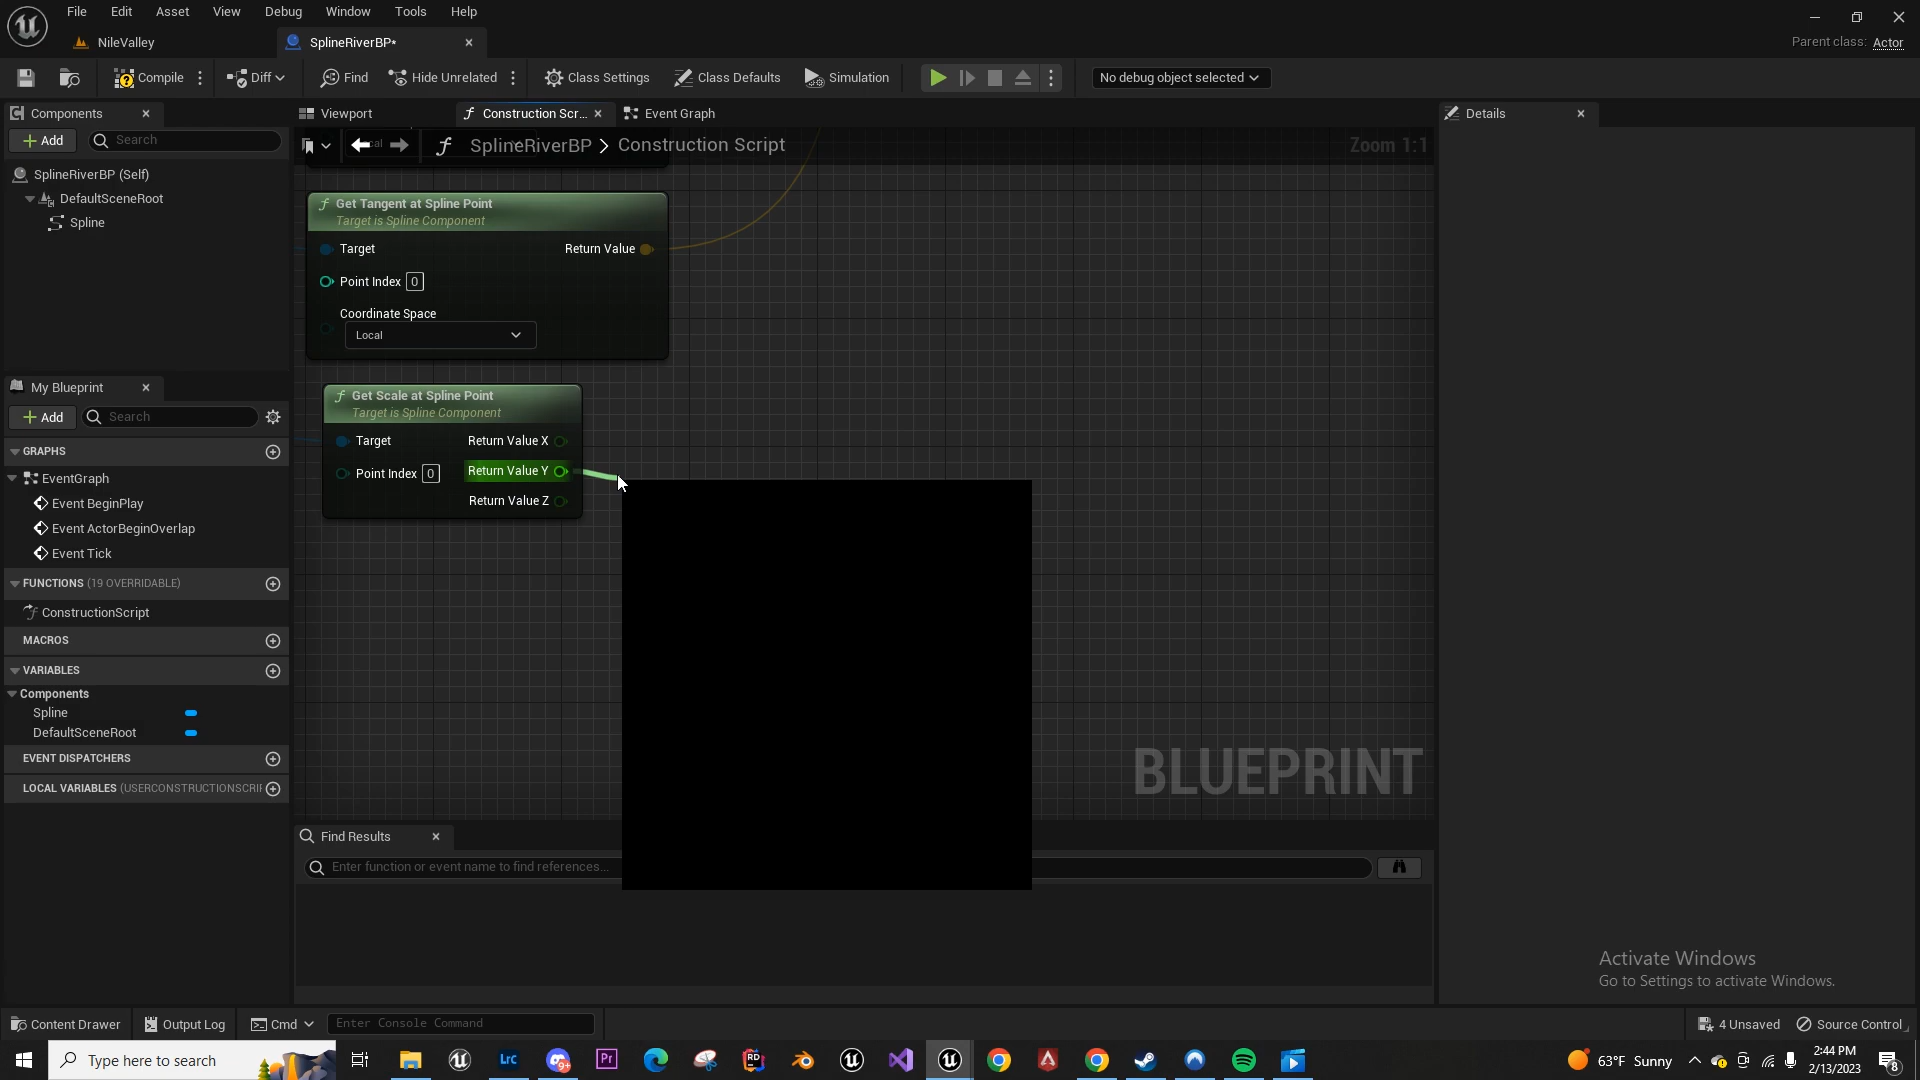 File Edit Asset View Debug Window Tools Help
NileValley
SplineRiverBP*
Parent class: Actor
Compile
Diff
Find
Hide Unrelated
Class Settings
Class Defaults
Simulation
No debug object selected
Components
Add
Search
SplineRiverBP (Self)
DefaultSceneRoot
Spline
My Blueprint
Add
Search
GRAPHS
EventGraph
Event BeginPlay
Event ActorBeginOverlap
Event Tick
FUNCTIONS (19 OVERRIDABLE)
ConstructionScript
MACROS
VARIABLES
Components
Spline
DefaultSceneRoot
EVENT DISPATCHERS
LOCAL VARIABLES (USERCONSTRUCTIONSCRIP
Viewport
Construction Scr...
Event Graph
SplineRiverBP > Construction Script
Zoom 1:1
Get Tangent at Spline Point
Target is Spline Component
Target
Return Value
Point Index 0
Coordinate Space
Local
Get Scale at Spline Point
Target is Spline Component
Target
Return Value X
Point Index 0
Return Value Y
Return Value Z
BLUEPRINT
Find Results
Enter function or event name to find references...
Details
Activate Windows
Go to Settings to activate Windows.
Content Drawer
Output Log
Cmd
Enter Console Command
4 Unsaved
Source Control
Type here to search
Lrc
9+
Pr
RD
63°F Sunny
2:44 PM
2/13/2023
8